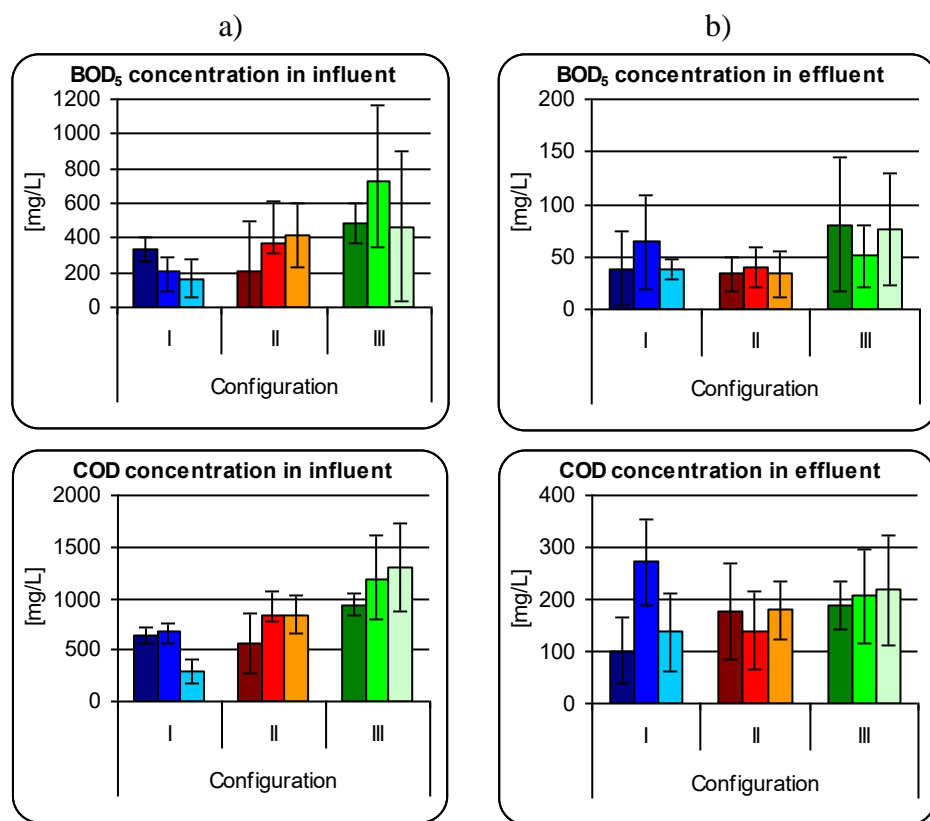 a)
b)
BOD₅ concentration in influent
[mg/L]
1200
1000
800
600
400
200
0
I II III
Configuration
BOD₅ concentration in effluent
[mg/L]
200
150
100
50
0
I II III
Configuration
COD concentration in influent
[mg/L]
2000
1500
1000
500
0
I II III
Configuration
COD concentration in effluent
[mg/L]
400
300
200
100
0
I II III
Configuration